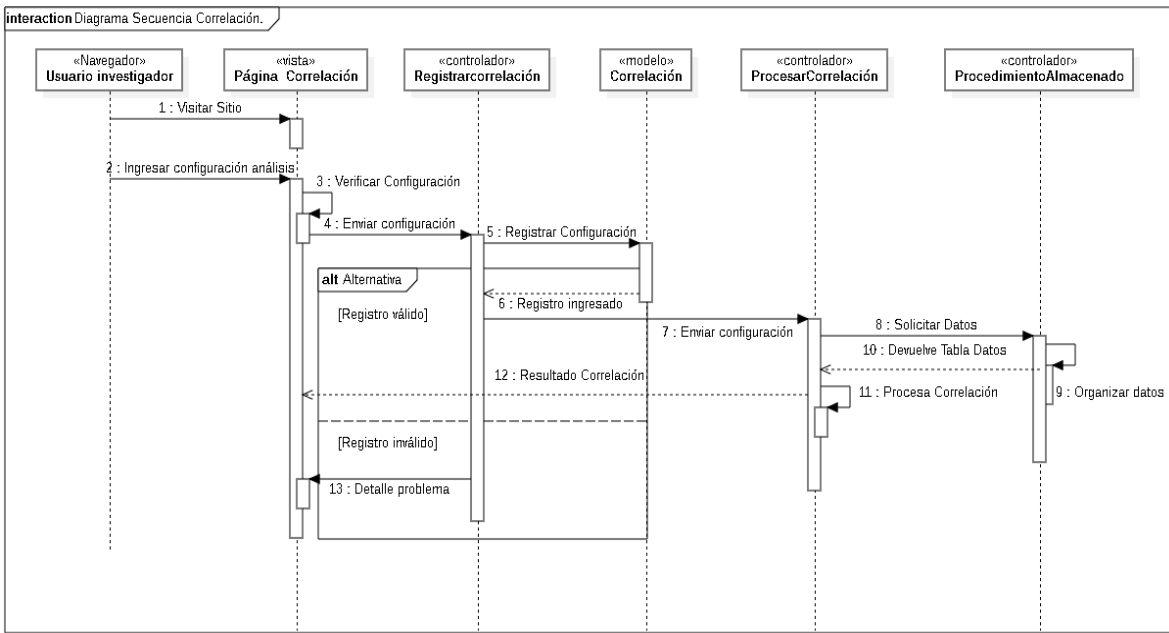 interaction Diagrama Secuencia Correlación.
«Navegador»
Usuario investigador
«vista»
Página Correlación
«controlador»
Registrarcorrelación
«modelo»
Correlación
«controlador»
ProcesarCorrelación
«controlador»
ProcedimientoAlmacenado
1 : Visitar Sitio
2 : Ingresar configuración análisis
3 : Verificar Configuración
4 : Enviar configuración
5 : Registrar Configuración
alt Alternativa
6 : Registro ingresado
[Registro válido]
7 : Enviar configuración
8 : Solicitar Datos
10 : Devuelve Tabla Datos
12 : Resultado Correlación
11 : Procesa Correlación
9 : Organizar datos
[Registro inválido]
13 : Detalle problema